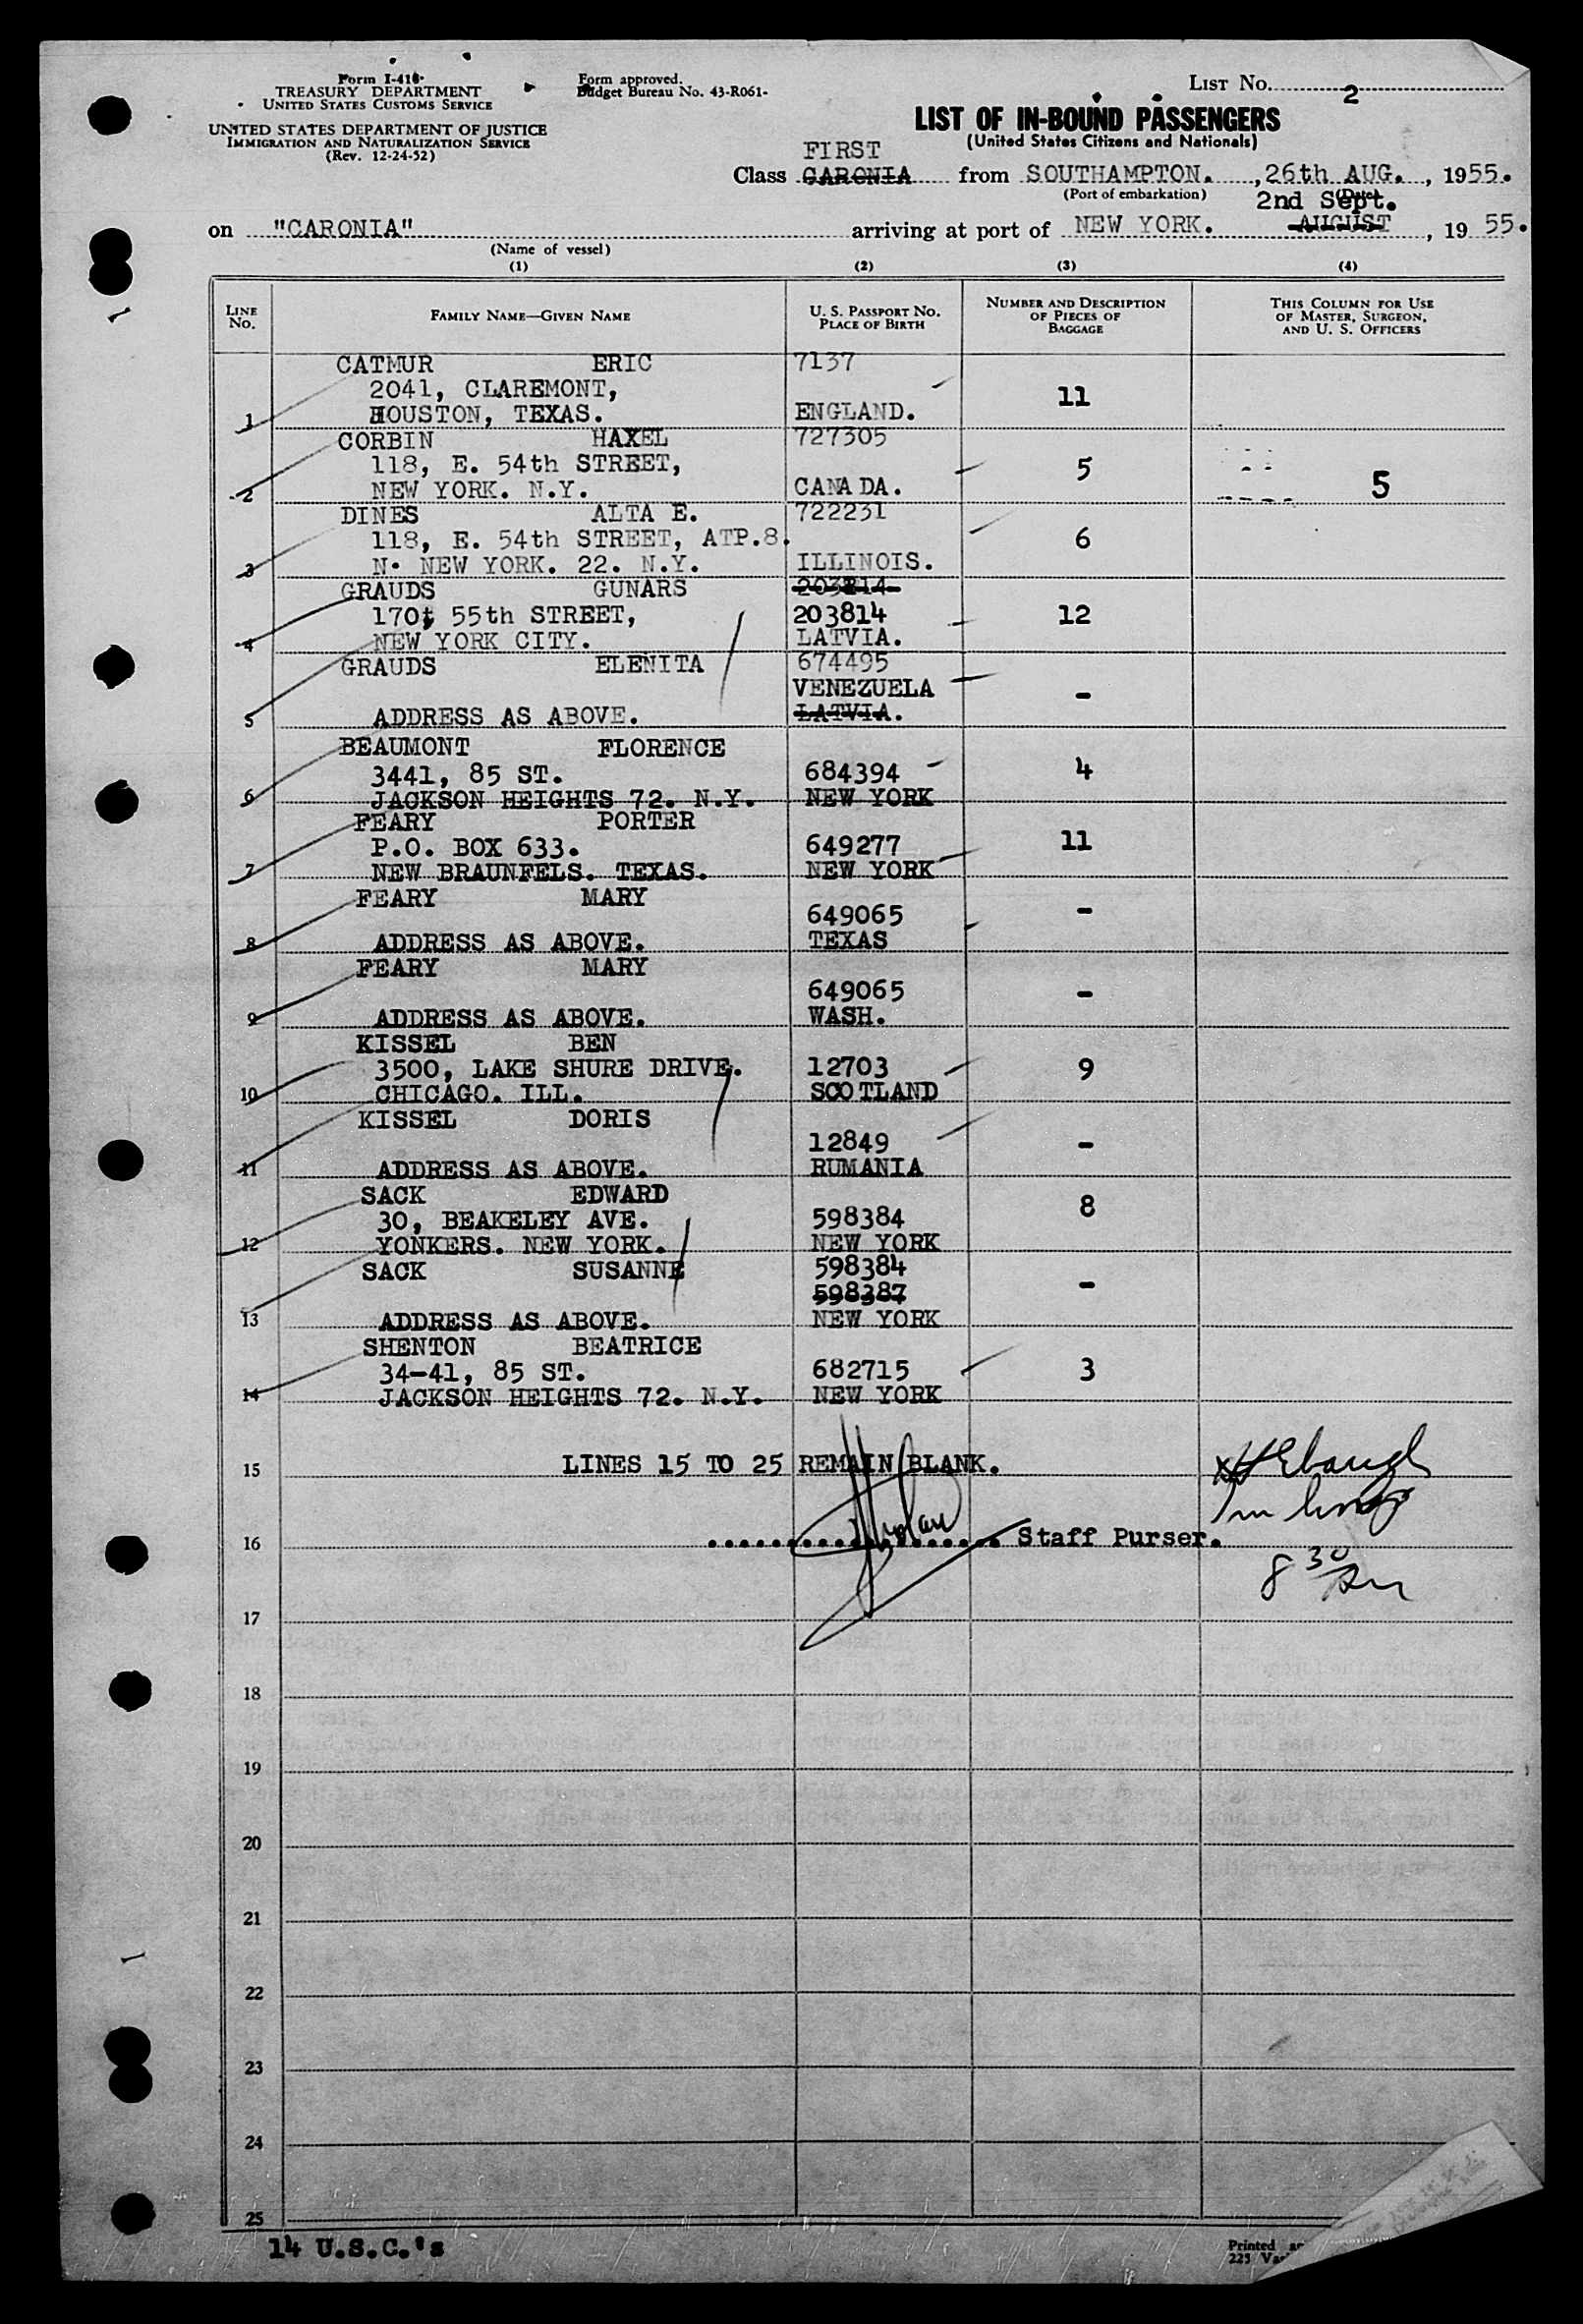 Form I-418
TREASURY DEPARTMENT
UNITED STATES CUSTOMS SERVICE
UNITED STATES DEPARTMENT OF JUSTICE
IMMIGRATION AND NATURALIZATION SERVICE
(Rev. 12-24-52)
Form approved.
Budget Bureau No. 43-R061-
LIST No. 2
LIST OF IN-BOUND PASSENGERS
(United States Citizens and Nationals)
FIRST
Class CARONIA from SOUTHAMPTON. , 26th AUG. , 1955.
(Port of embarkation) (Date)
2nd Sept.
on "CARONIA" arriving at port of NEW YORK. AUGUST , 19 55.
(Name of vessel)
(1) (2) (3) (4)
LINE No. FAMILY NAME—GIVEN NAME U. S. PASSPORT No. PLACE OF BIRTH NUMBER AND DESCRIPTION OF PIECES OF BAGGAGE THIS COLUMN FOR USE OF MASTER, SURGEON, AND U. S. OFFICERS
CATMUR ERIC 7137
2041, CLAREMONT, 11
1 HOUSTON, TEXAS. ENGLAND.
CORBIN HAXEL 727305
118, E. 54th STREET, 5
2 NEW YORK. N.Y. CANADA. 5
DINES ALTA E. 722231
118, E. 54th STREET, ATP.8. 6
3 N. NEW YORK. 22. N.Y. ILLINOIS.
GRAUDS GUNARS 203214
170, 55th STREET, 203814 12
4 NEW YORK CITY. LATVIA.
GRAUDS ELENITA 674495
VENEZUELA -
5 ADDRESS AS ABOVE. LATVIA.
BEAUMONT FLORENCE
3441, 85 ST. 684394 4
6 JACKSON HEIGHTS 72. N.Y. NEW YORK
FEARY PORTER
P.O. BOX 633. 649277 11
7 NEW BRAUNFELS. TEXAS. NEW YORK
FEARY MARY
649065 -
8 ADDRESS AS ABOVE. TEXAS
FEARY MARY
649065 -
9 ADDRESS AS ABOVE. WASH.
KISSEL BEN
3500, LAKE SHURE DRIVE. 12703 9
10 CHICAGO. ILL. SCOTLAND
KISSEL DORIS
12849 -
11 ADDRESS AS ABOVE. RUMANIA
SACK EDWARD 8
30, BEAKELEY AVE. 598384
12 YONKERS. NEW YORK. NEW YORK
SACK SUSANNE 598384
598387 -
13 ADDRESS AS ABOVE. NEW YORK
SHENTON BEATRICE
34-41, 85 ST. 682715 3
14 JACKSON HEIGHTS 72. N.Y. NEW YORK
15 LINES 15 TO 25 REMAIN BLANK.
16 .................. Staff Purser.
8 30
17
18
19
20
21
22
23
24
25
14 U.S.C.'s
Printed
225